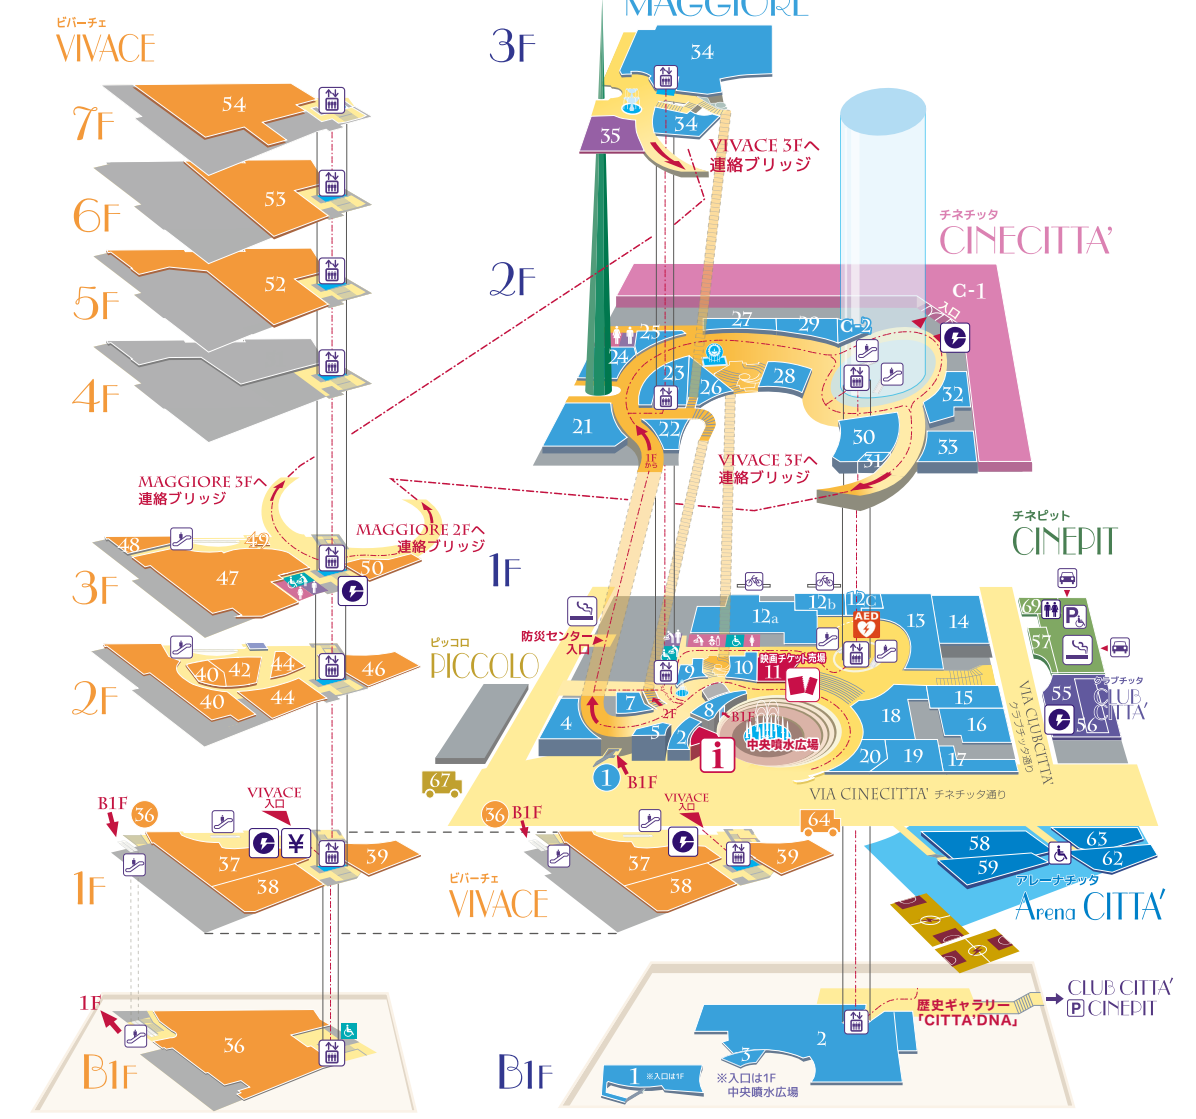 ビバーチェ
VIVACE
7F
54
6F
53
5F
52
4F
MAGGIORE 3Fへ
連絡ブリッジ
MAGGIORE 2Fへ
連絡ブリッジ
3F
48
49
47
50
2F
40
42
44
46
40
44
B1F
36
VIVACE
入口
1F
37
38
39
1F
B1F
36
MAGGIORE
3F
34
34
35
VIVACE 3Fへ
連絡ブリッジ
チネチッタ
CINECITTA'
2F
C-1
入口
C-2
25
27
29
24
23
26
28
32
21
22
30
31
33
1F
から
VIVACE 3Fへ
連絡ブリッジ
1F
防災センター
入口
12a
12b
12c
AED
13
14
9
10
映画チケット売場
11
7
8
2F
B1F
4
5
2
i
中央噴水広場
18
15
16
20
19
17
1
B1F
VIA CINECITTA' チネチッタ通り
VIA CLUBCITTA'
クラブチッタ通り
チネピット
CINEPIT
69
P
57
クラブチッタ
CLUB
CITTA'
55
56
ピッコロ
PICCOLO
67
64
36
B1F
VIVACE
入口
37
38
39
ビバーチェ
VIVACE
58
59
63
62
アレーナチッタ
Arena CITTA'
歴史ギャラリー
「CITTA'DNA」
CLUB CITTA'
P CINEPIT
B1F
2
3
1 ※入口は1F
※入口は1F
中央噴水広場